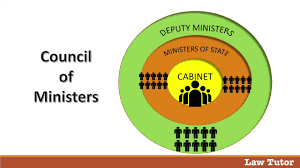 Council
of
Ministers
DEPUTY MINISTERS
MINISTERS OF STATE
CABINET
Law Tutor